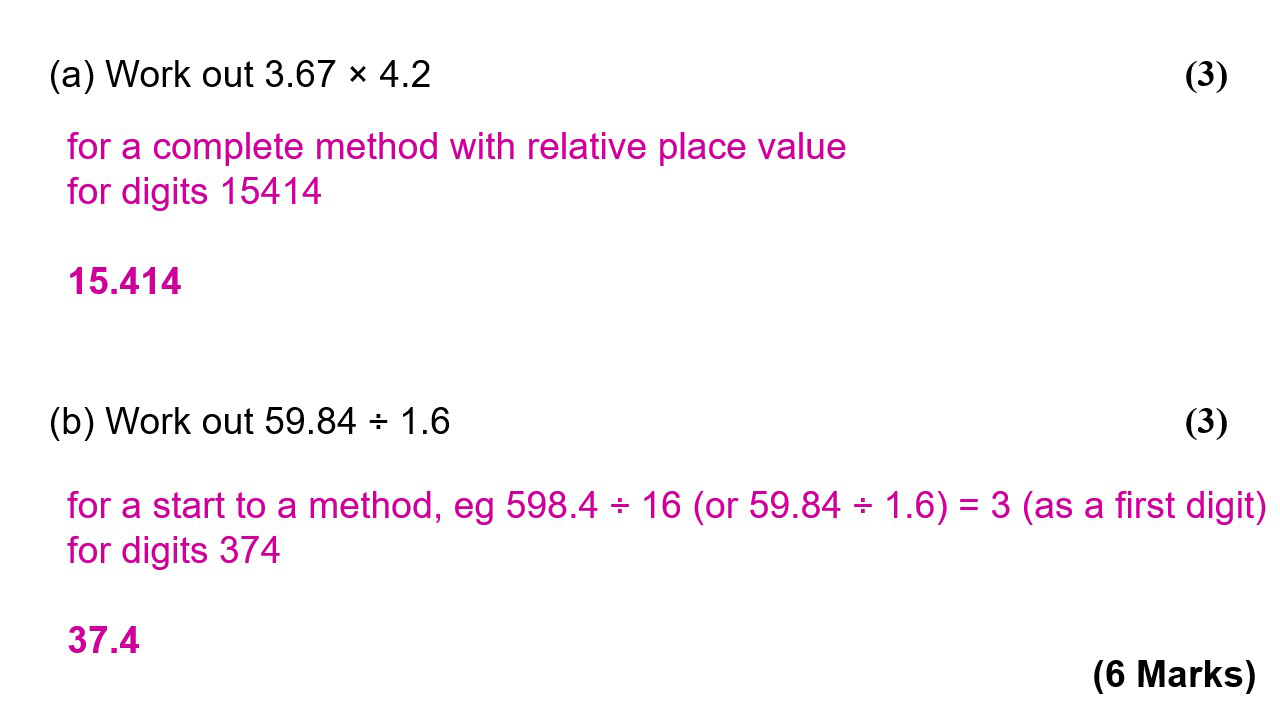 (a) Work out 3.67 × 4.2 (3)
for a complete method with relative place value
for digits 15414
15.414
(b) Work out 59.84 ÷ 1.6 (3)
for a start to a method, eg 598.4 ÷ 16 (or 59.84 ÷ 1.6) = 3 (as a first digit)
for digits 374
37.4
(6 Marks)